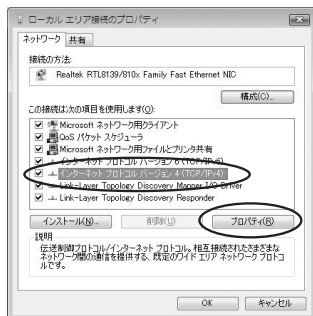 ローカル エリア接続のプロパティ
ネットワーク 共有
接続の方法:
Realtek RTL8139/810x Family Fast Ethernet NIC
構成(C)...
この接続は次の項目を使用します(O):
Microsoft ネットワーク用クライアント
QoS パケット スケジューラ
Microsoft ネットワーク用ファイルとプリンタ共有
インターネット プロトコル バージョン 6 (TCP/IPv6)
インターネット プロトコル バージョン 4 (TCP/IPv4)
Link-Layer Topology Discovery Mapper I/O Driver
Link-Layer Topology Discovery Responder
インストール(N)... 削除(U) プロパティ(R)
説明
伝送制御プロトコル/インターネット プロトコル。相互接続されたさまざまな
ネットワーク間の通信を提供する、既定のワイド エリア ネットワーク プロトコ
ルです。
OK キャンセル